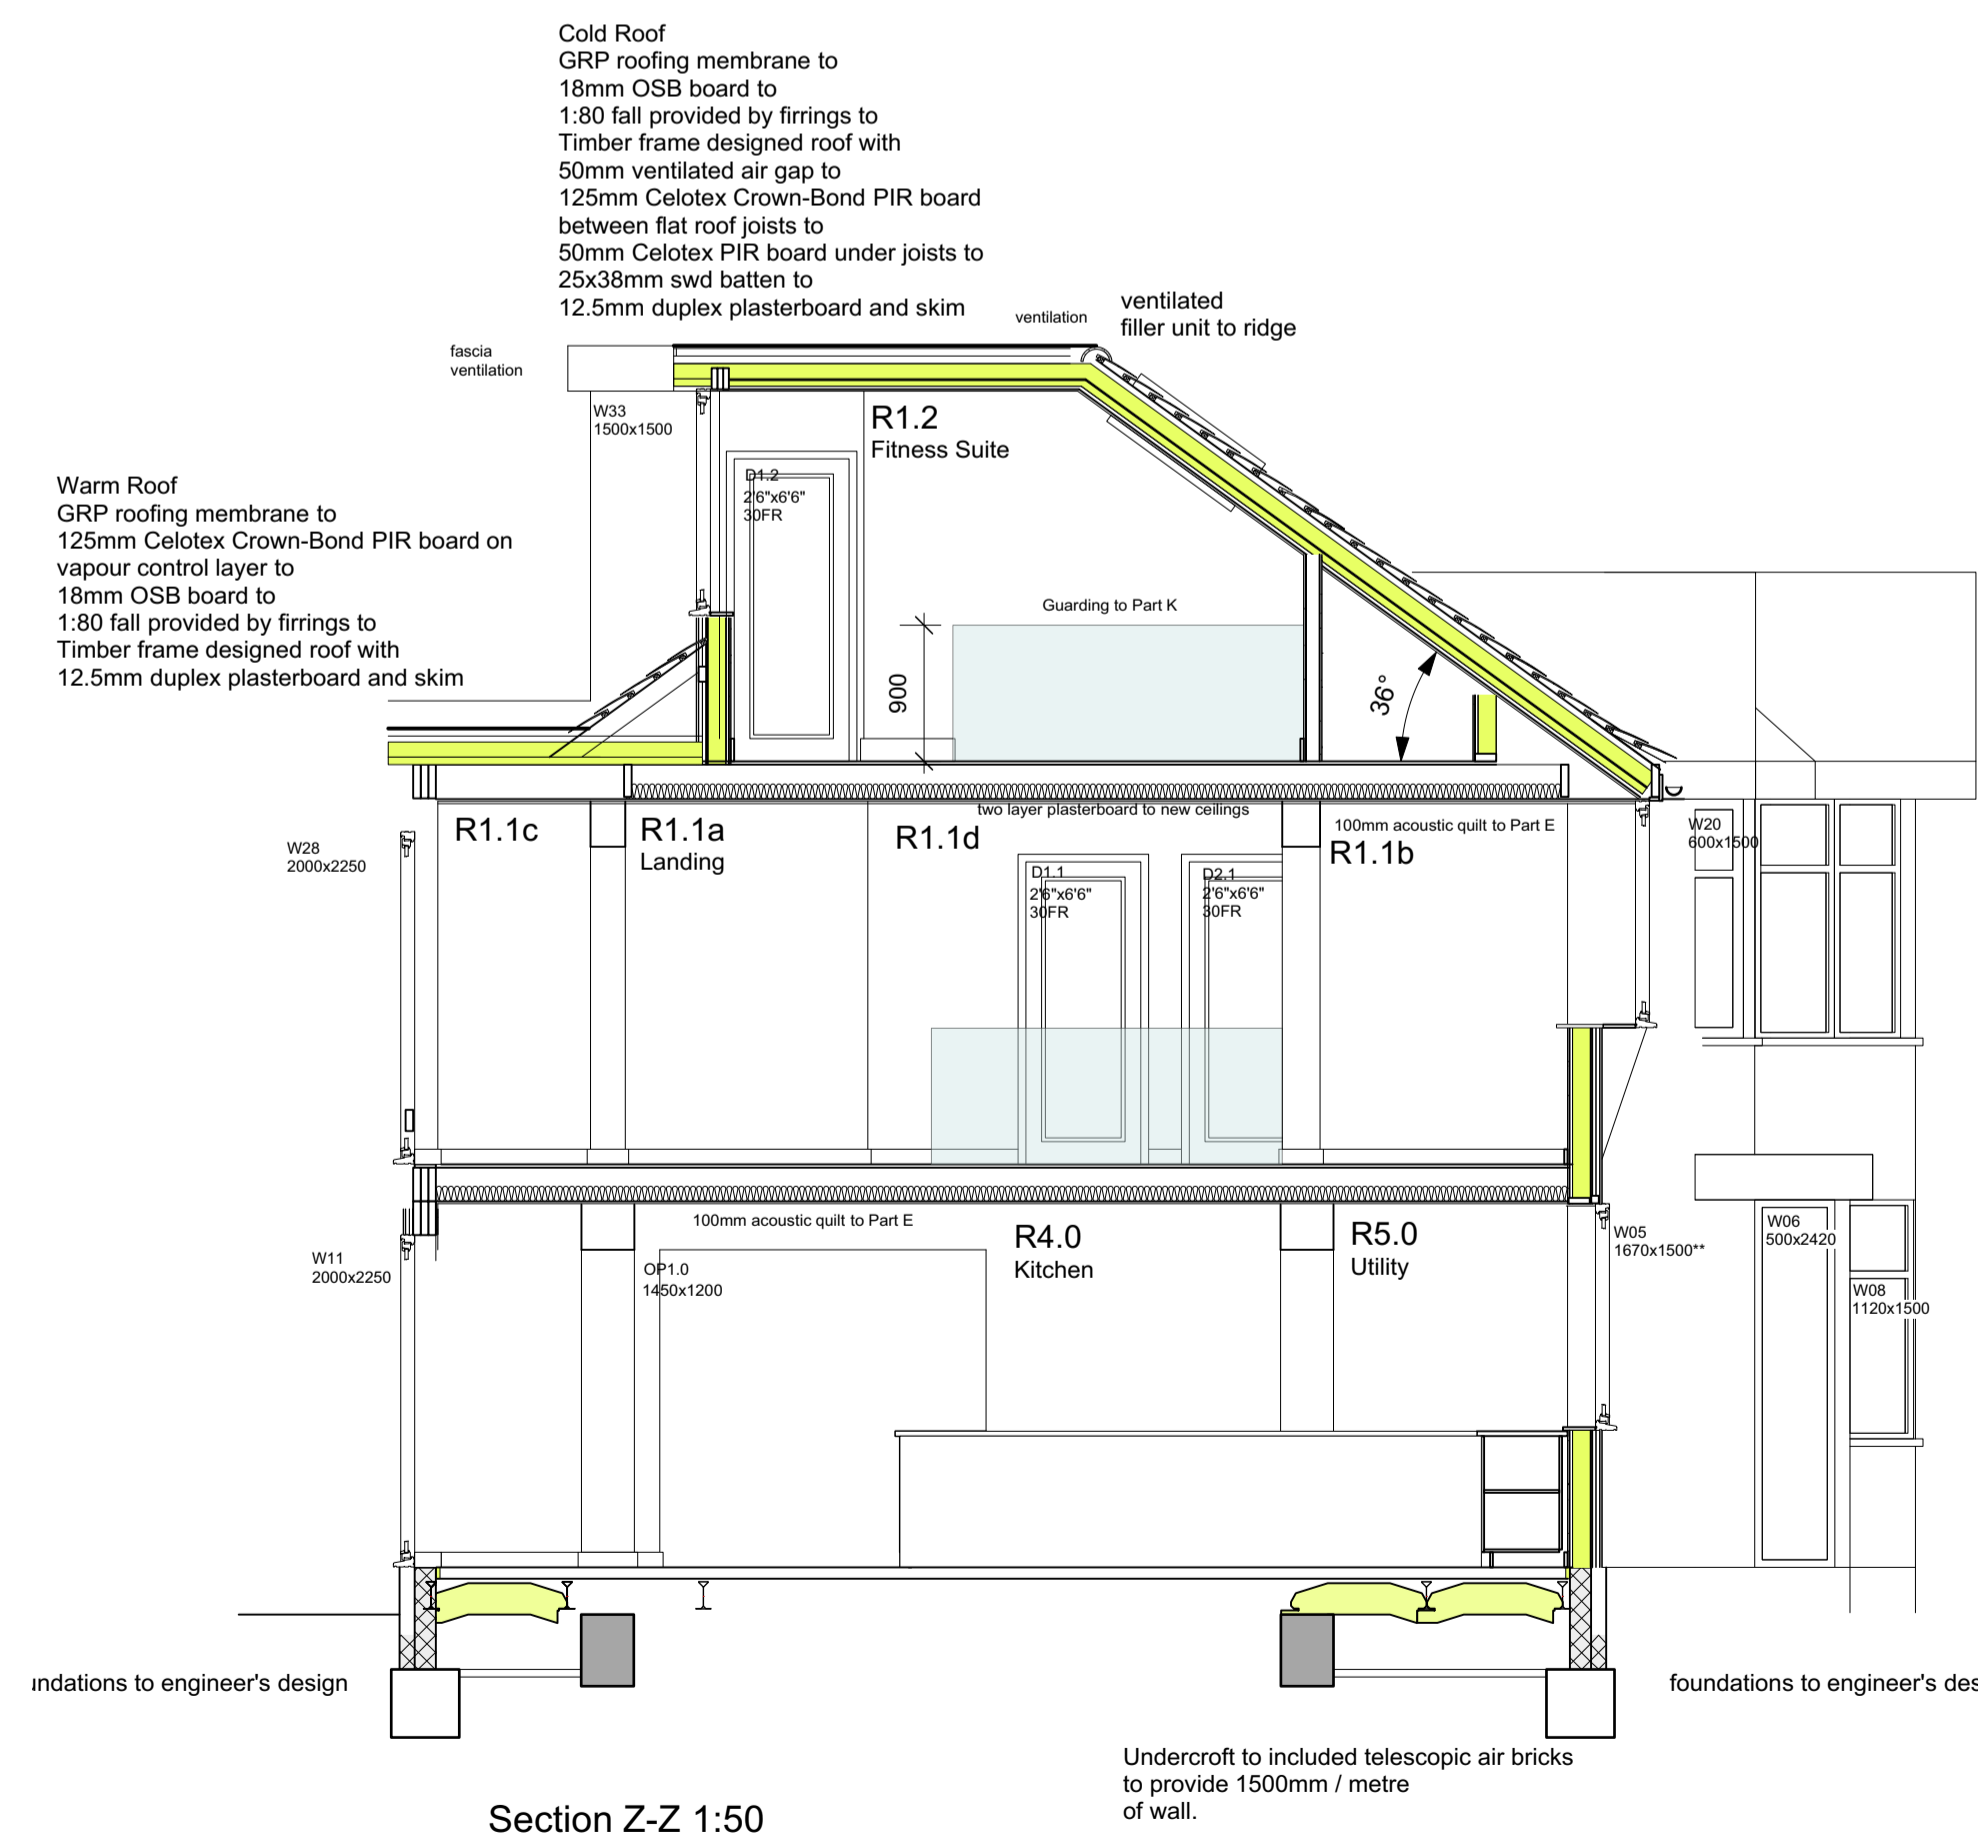 Cold Roof
GRP roofing membrane to
18mm OSB board to
1:80 fall provided by firrings to
Timber frame designed roof with
50mm ventilated air gap to
125mm Celotex Crown-Bond PIR board
between flat roof joists to
50mm Celotex PIR board under joists to
25x38mm swd batten to
12.5mm duplex plasterboard and skim
ventilation
ventilated
filler unit to ridge
fascia
ventilation
W33
1500x1500
R1.2
Fitness Suite
D1.2
2'6"x6'6"
30FR
Warm Roof
GRP roofing membrane to
125mm Celotex Crown-Bond PIR board on
vapour control layer to
18mm OSB board to
1:80 fall provided by firrings to
Timber frame designed roof with
12.5mm duplex plasterboard and skim
Guarding to Part K
900
36°
two layer plasterboard to new ceilings
W28
2000x2250
R1.1c
R1.1a
Landing
R1.1d
100mm acoustic quilt to Part E
R1.1b
W20
600x1500
D1.1
2'6"x6'6"
30FR
D2.1
2'6"x6'6"
30FR
100mm acoustic quilt to Part E
W11
2000x2250
OP1.0
1450x1200
R4.0
Kitchen
R5.0
Utility
W05
1670x1500**
W06
500x2420
W08
1120x1500
undations to engineer's design
foundations to engineer's des
Undercroft to included telescopic air bricks
to provide 1500mm / metre
of wall.
Section Z-Z 1:50